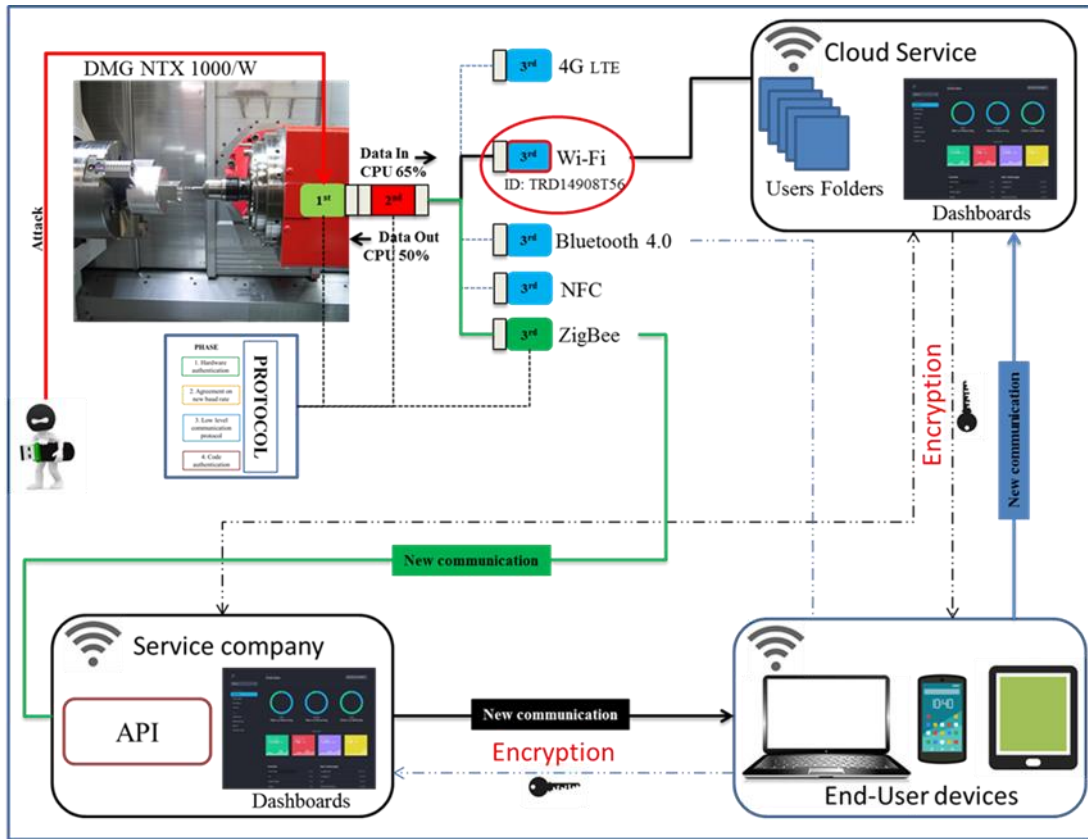 DMG NTX 1000/W
Attack
1st
2nd
Data In
CPU 65%
Data Out
CPU 50%
3rd
4G LTE
3rd
Wi-Fi
ID: TRD14908T56
3rd
Bluetooth 4.0
3rd
NFC
3rd
ZigBee
Cloud Service
Users Folders
Dashboards
PHASE
1. Hardware
authentication
2. Agreement on
new baud rate
3. Low level
communication
protocol
4. Code
authentication
PROTOCOL
Encryption
New communication
New communication
Service company
API
Dashboards
New communication
Encryption
10:40
End-User devices